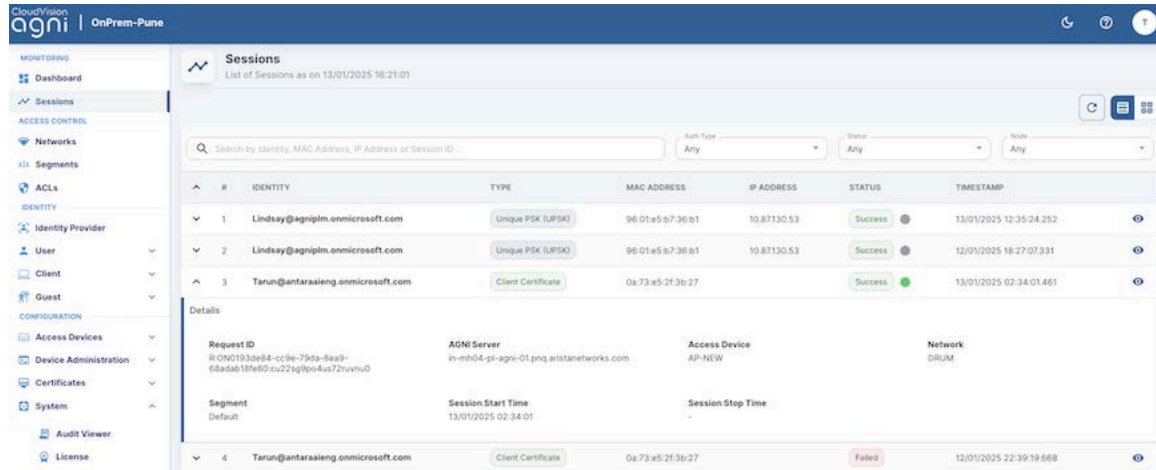 CloudVision
agni | OnPrem-Pune
T
MONITORING
Dashboard
Sessions
ACCESS CONTROL
Networks
Segments
ACLs
IDENTITY
Identity Provider
User
Client
Guest
CONFIGURATION
Access Devices
Device Administration
Certificates
System
Audit Viewer
License
Sessions
List of Sessions as on 13/01/2025 16:21:01
Search by Identity, MAC Address, IP Address or Session ID ...
Auth Type
Any
Status
Any
Node
Any
# IDENTITY TYPE MAC ADDRESS IP ADDRESS STATUS TIMESTAMP
1 Lindsay@agniplm.onmicrosoft.com Unique PSK (UPSK) 96:01:e5:b7:36:b1 10.87.130.53 Success 13/01/2025 12:35:24.252
2 Lindsay@agniplm.onmicrosoft.com Unique PSK (UPSK) 96:01:e5:b7:36:b1 10.87.130.53 Success 12/01/2025 18:27:07.331
3 Tarun@antaraaieng.onmicrosoft.com Client Certificate 0a:73:e5:2f:3b:27 Success 13/01/2025 02:34:01.461
Details
Request ID AGNI Server Access Device Network
R:ON0193de84-cc9e-79da-8ea9- in-mh04-pl-agni-01.pnq.aristanetworks.com AP-NEW DRUM
68adab18fe80:cu22sg9po4us72ruvnu0
Segment Session Start Time Session Stop Time
Default 13/01/2025 02:34:01 -
4 Tarun@antaraaieng.onmicrosoft.com Client Certificate 0a:73:e5:2f:3b:27 Failed 12/01/2025 22:39:19.668